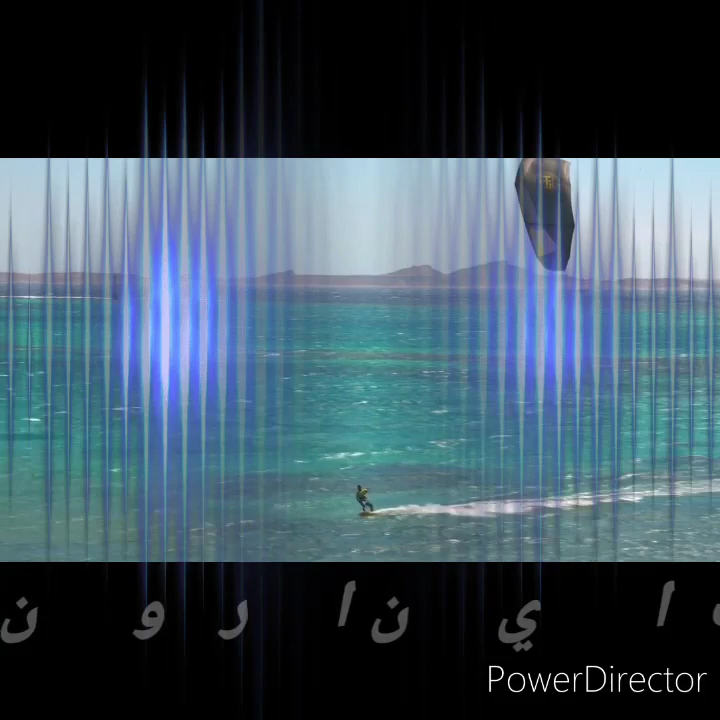 ا ي ن ا ر و ن
PowerDirector